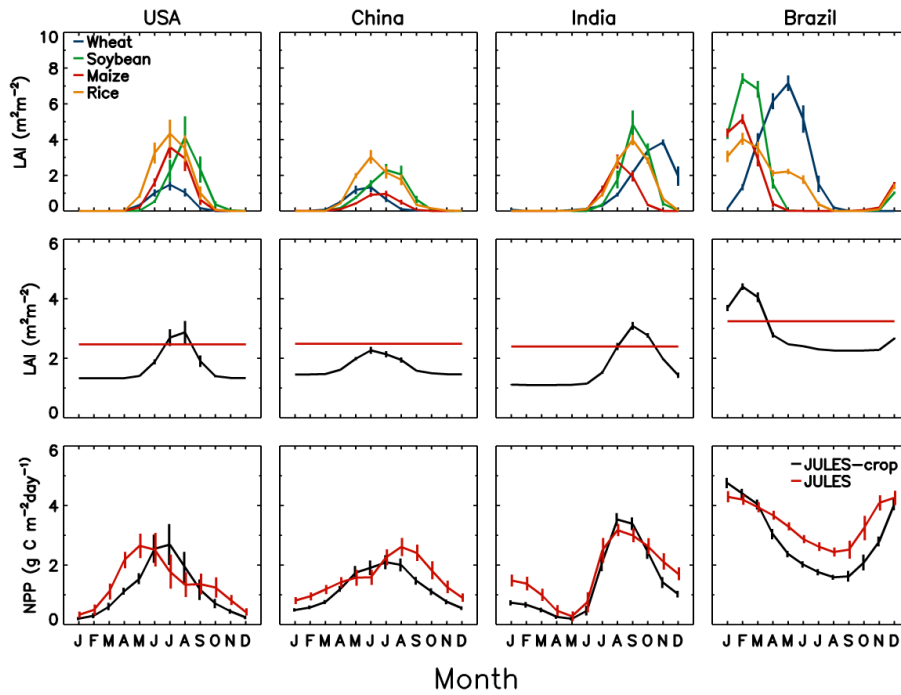 USA China India Brazil
LAI (m²m⁻²)
10
8
6
4
2
0
Wheat
Soybean
Maize
Rice
LAI (m²m⁻²)
6
4
2
0
NPP (g C m⁻²day⁻¹)
6
4
2
0
JULES-crop
JULES
J F M A M J J A S O N D J F M A M J J A S O N D J F M A M J J A S O N D J F M A M J J A S O N D
Month